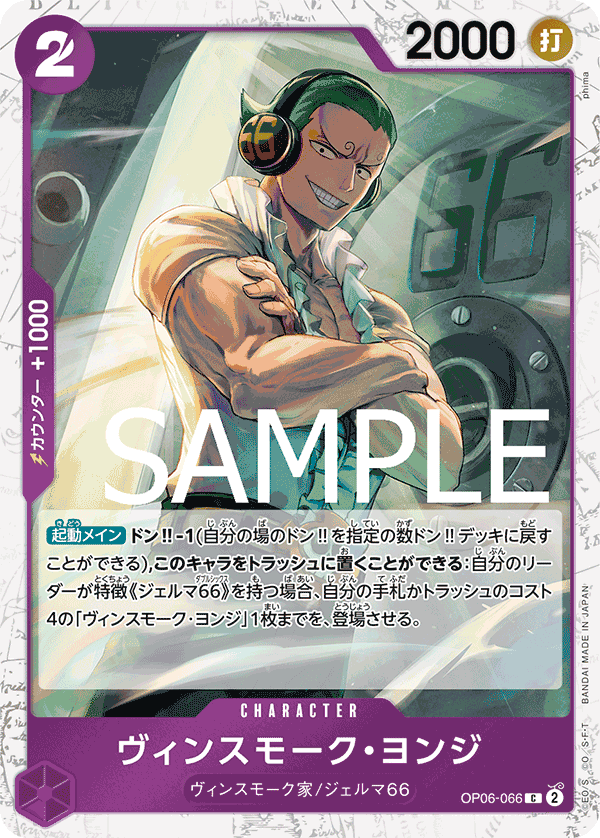 2
2000
打
phima
66
66
カウンター +1000
SAMPLE
起動メイン ドン!!-1(自分の場のドン!!を指定の数ドン!!デッキに戻す
ことができる),このキャラをトラッシュに置くことができる:自分のリー
ダーが特徴《ジェルマ66》を持つ場合、自分の手札かトラッシュのコスト
4の「ヴィンスモーク・ヨンジ」1枚までを、登場させる。
CHARACTER
ヴィンスモーク・ヨンジ
ヴィンスモーク家/ジェルマ66
OP06-066 C 2
©E.O./S. ©O./S・F・T BANDAI MADE IN JAPAN